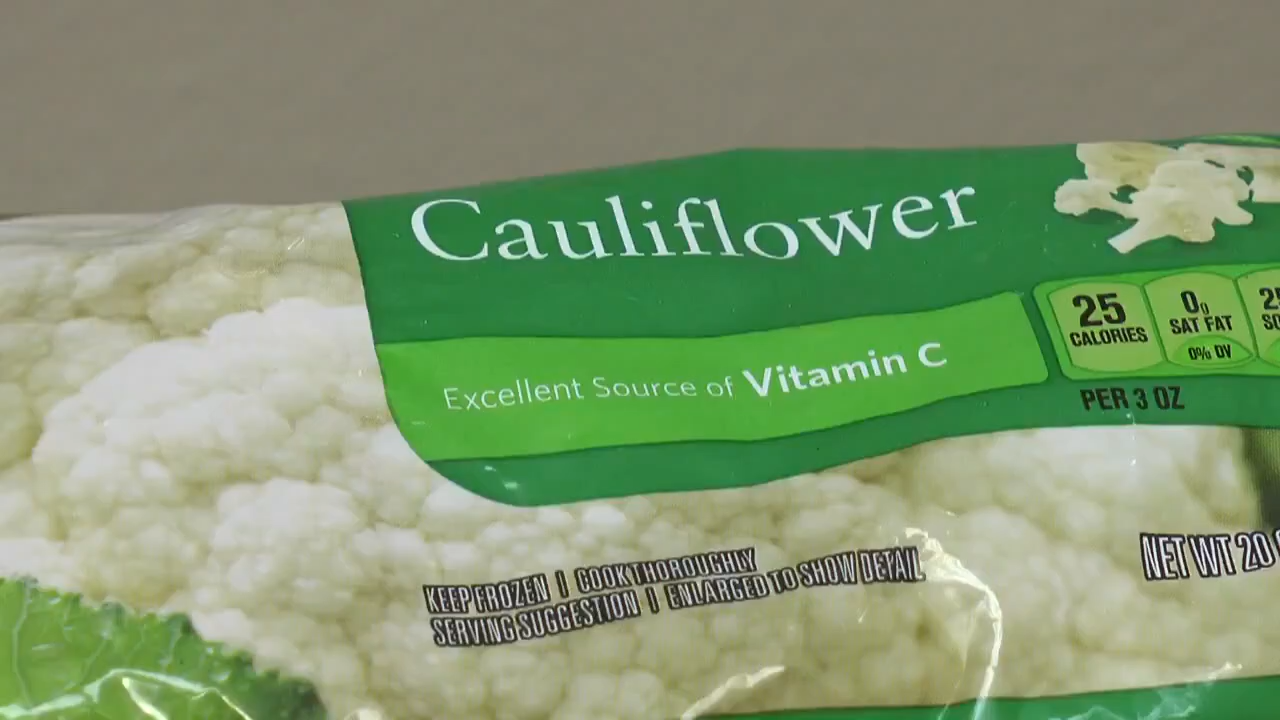 Cauliflower
Excellent Source of Vitamin C
25
CALORIES
0g
SAT FAT
0% DV
PER 3 OZ
KEEP FROZEN | COOK THOROUGHLY
SERVING SUGGESTION | ENLARGED TO SHOW DETAIL
NET WT 20